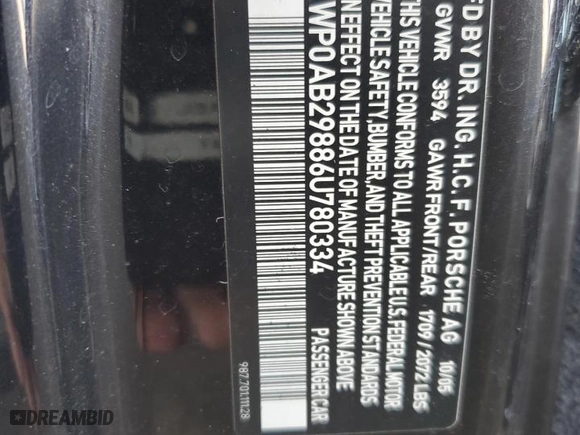 FD BY DR. ING. H.C. F. PORSCHE AG 10/05
GVWR 3594 GAWR FRONT/REAR 1709/2072 LBS
THIS VEHICLE CONFORMS TO ALL APPLICABLE U.S. FEDERAL MOTOR
VEHICLE SAFETY, BUMPER, AND THEFT PREVENTION STANDARDS
IN EFFECT ON THE DATE OF MANUFACTURE SHOWN ABOVE
WP0AB29886U780334 PASSENGER CAR
987.701.111.28
DREAMBID